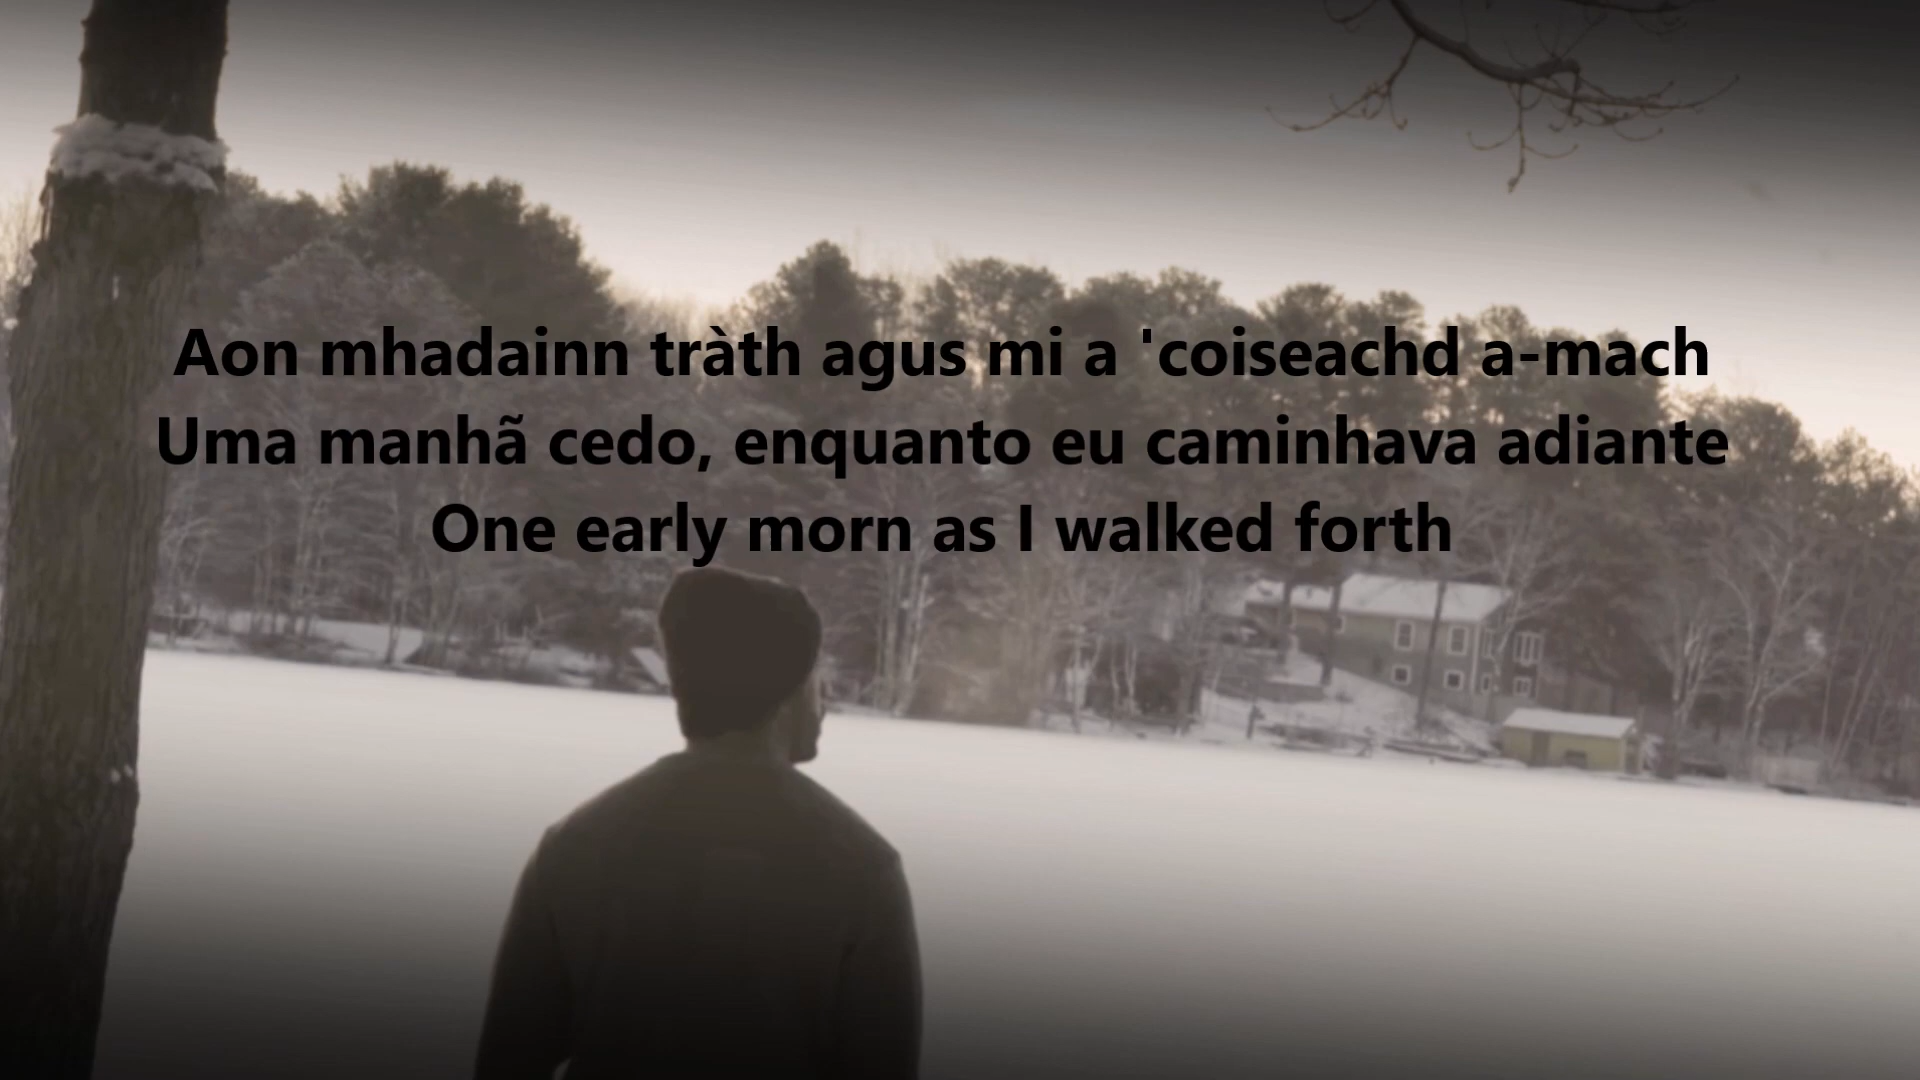 Aon mhadainn tràth agus mi a 'coiseachd a-mach
Uma manhã cedo, enquanto eu caminhava adiante
One early morn as I walked forth